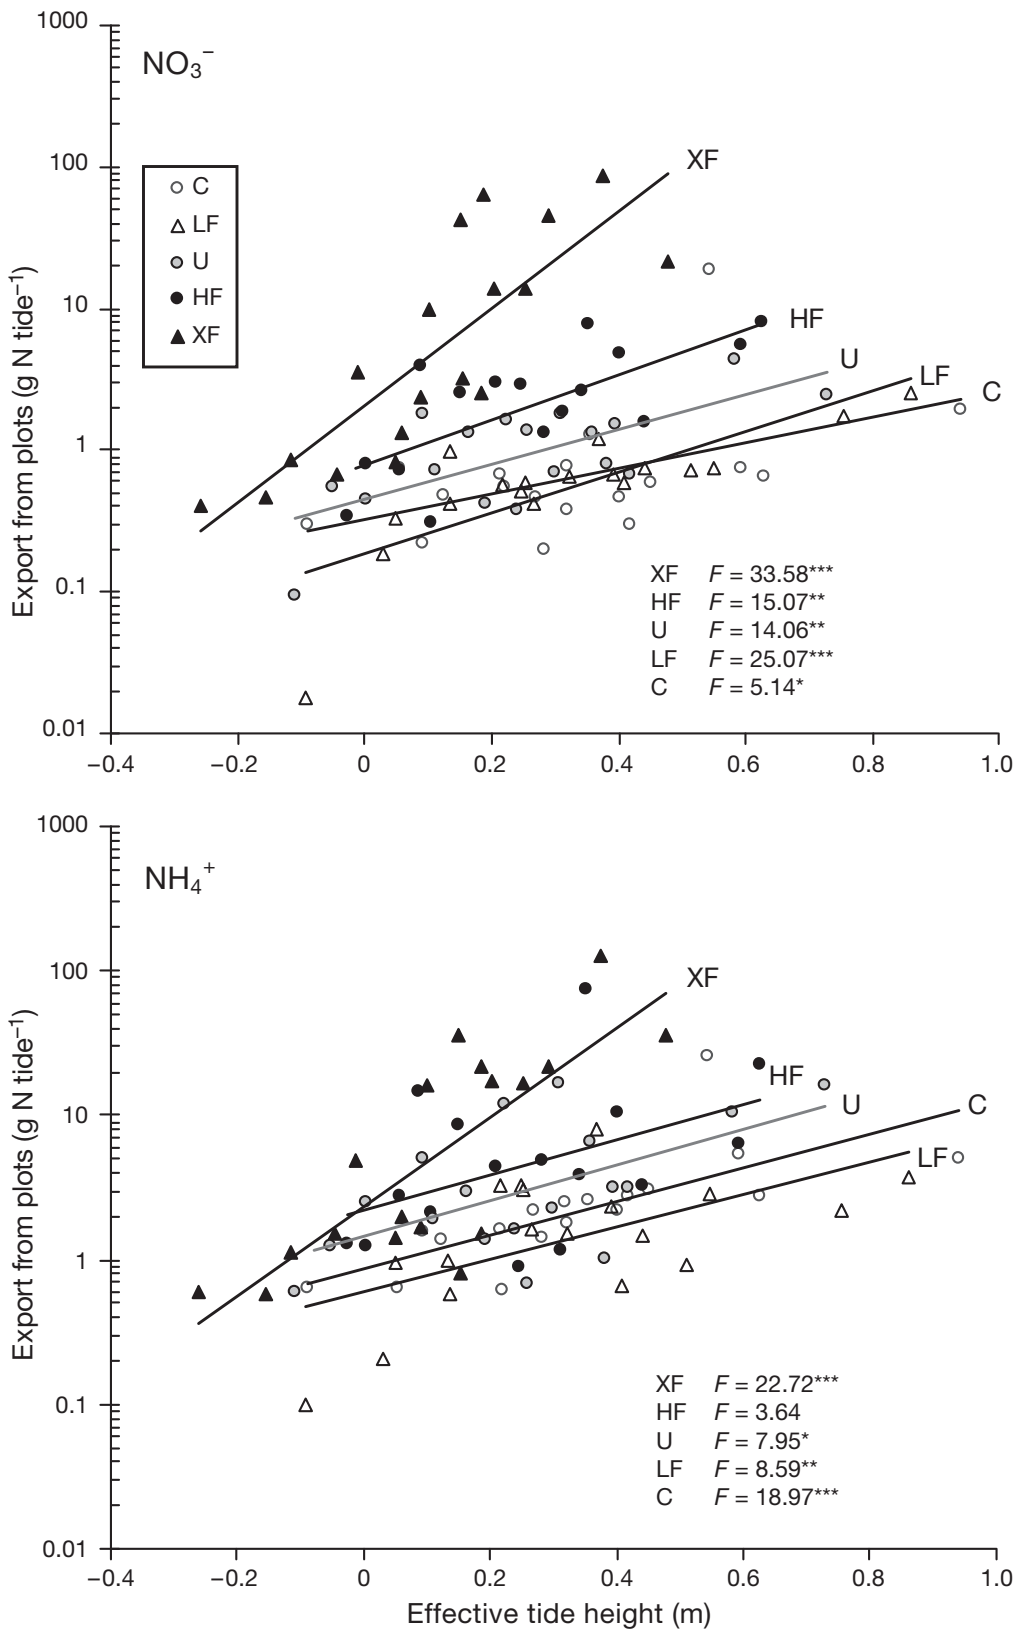 1000
NO₃⁻
100
XF
C
LF
U
HF
XF
10
HF
U
LF
C
1
0.1
XF F = 33.58***
HF F = 15.07**
U F = 14.06**
LF F = 25.07***
C F = 5.14*
0.01
–0.4 –0.2 0 0.2 0.4 0.6 0.8 1.0
Export from plots (g N tide⁻¹)
1000
NH₄⁺
100
XF
HF
10
U
C
LF
1
0.1
XF F = 22.72***
HF F = 3.64
U F = 7.95*
LF F = 8.59**
C F = 18.97***
0.01
–0.4 –0.2 0 0.2 0.4 0.6 0.8 1.0
Export from plots (g N tide⁻¹)
Effective tide height (m)